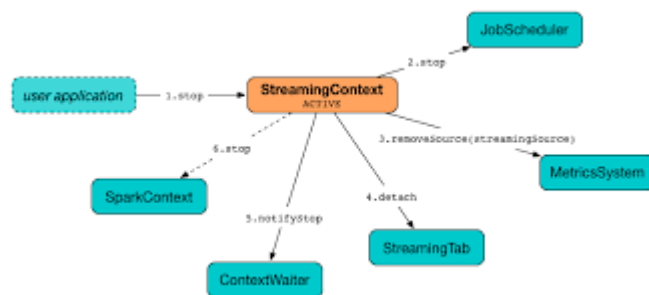 JobScheduler
2.stop
user application
1.stop
StreamingContext
ACTIVE
3.removeSource(streamingSource)
6.stop
MetricsSystem
SparkContext
4.detach
5.notifyStop
StreamingTab
ContextWaiter